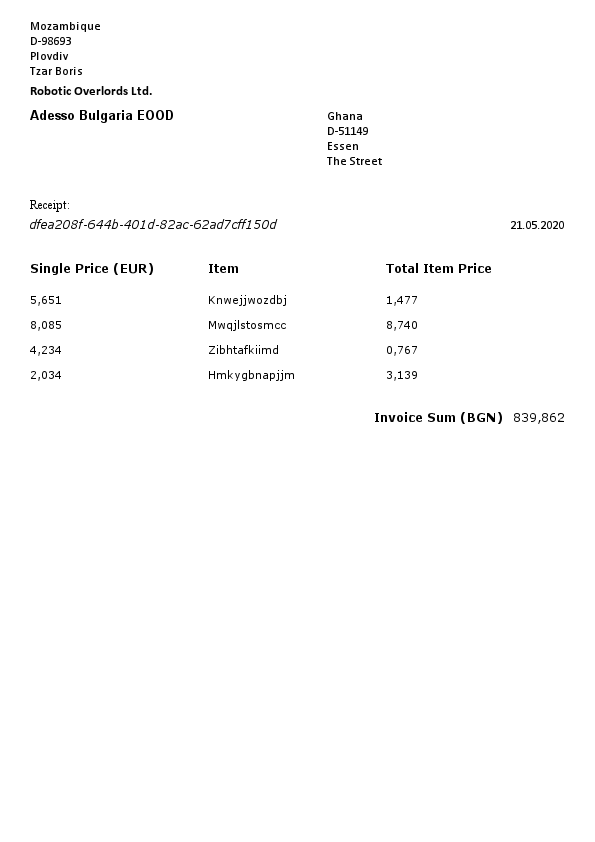 Mozambique
D-98693
Plovdiv
Tzar Boris
Robotic Overlords Ltd.
Adesso Bulgaria EOOD
Ghana
D-51149
Essen
The Street
Receipt:
dfea208f-644b-401d-82ac-62ad7cff150d 21.05.2020
Single Price (EUR) Item Total Item Price
5,651 Knwejjwozdbj 1,477
8,085 Mwqjlstosmcc 8,740
4,234 Zibhtafkiimd 0,767
2,034 Hmkygbnapjjm 3,139
Invoice Sum (BGN) 839,862